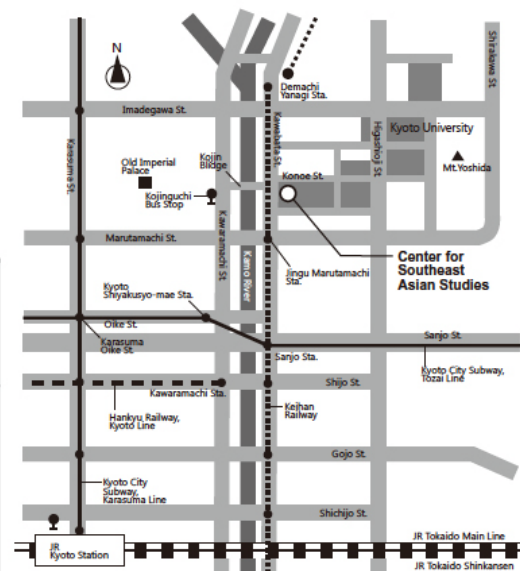 N
Demachi
Yanagi Sta.
Shirakawa St.
Imadegawa St.
Kawabata St.
Higashioji St.
Kyoto University
Karasuma St.
Kojin
Blidge
Old Imperial
Palace
Konoe St.
Mt.Yoshida
Kojinguchi
Bus Stop
Marutamachi St.
Kawaramachi St.
Kamo River
Jingu Marutamachi
Sta.
Center for
Southeast
Asian Studies
Kyoto
Shiyakusyo-mae Sta.
Oike St.
Karasuma
Oike St.
Sanjo St.
Sanjo Sta.
Kyoto City Subway,
Tozai Line
Kawaramachi Sta.
Shijo St.
Hankyu Railway,
Kyoto Line
Keihan
Railway
Gojo St.
Kyoto City
Subway,
Karasuma Line
Shichijo St.
JR
Kyoto Station
JR Tokaido Main Line
JR Tokaido Shinkansen